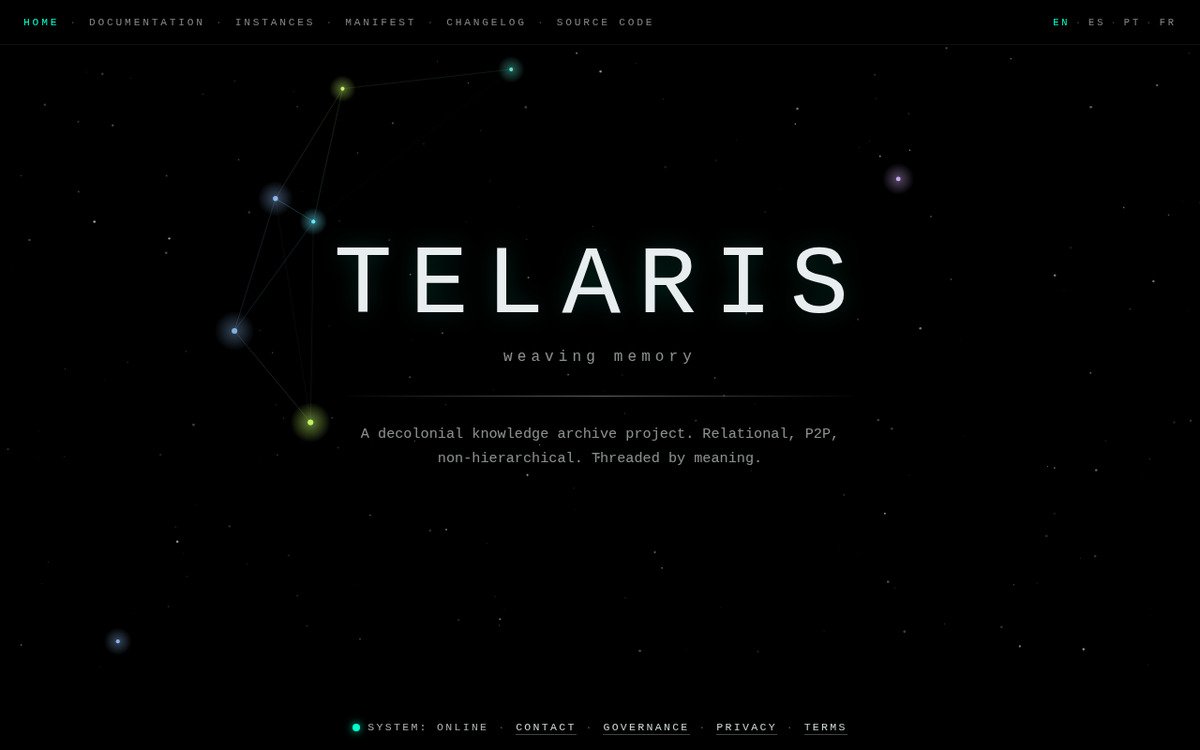 HOME · DOCUMENTATION · INSTANCES · MANIFEST · CHANGELOG · SOURCE CODE
EN · ES · PT · FR
TELARIS
weaving memory
A decolonial knowledge archive project. Relational, P2P,
non-hierarchical. Threaded by meaning.
SYSTEM: ONLINE · CONTACT · GOVERNANCE · PRIVACY · TERMS